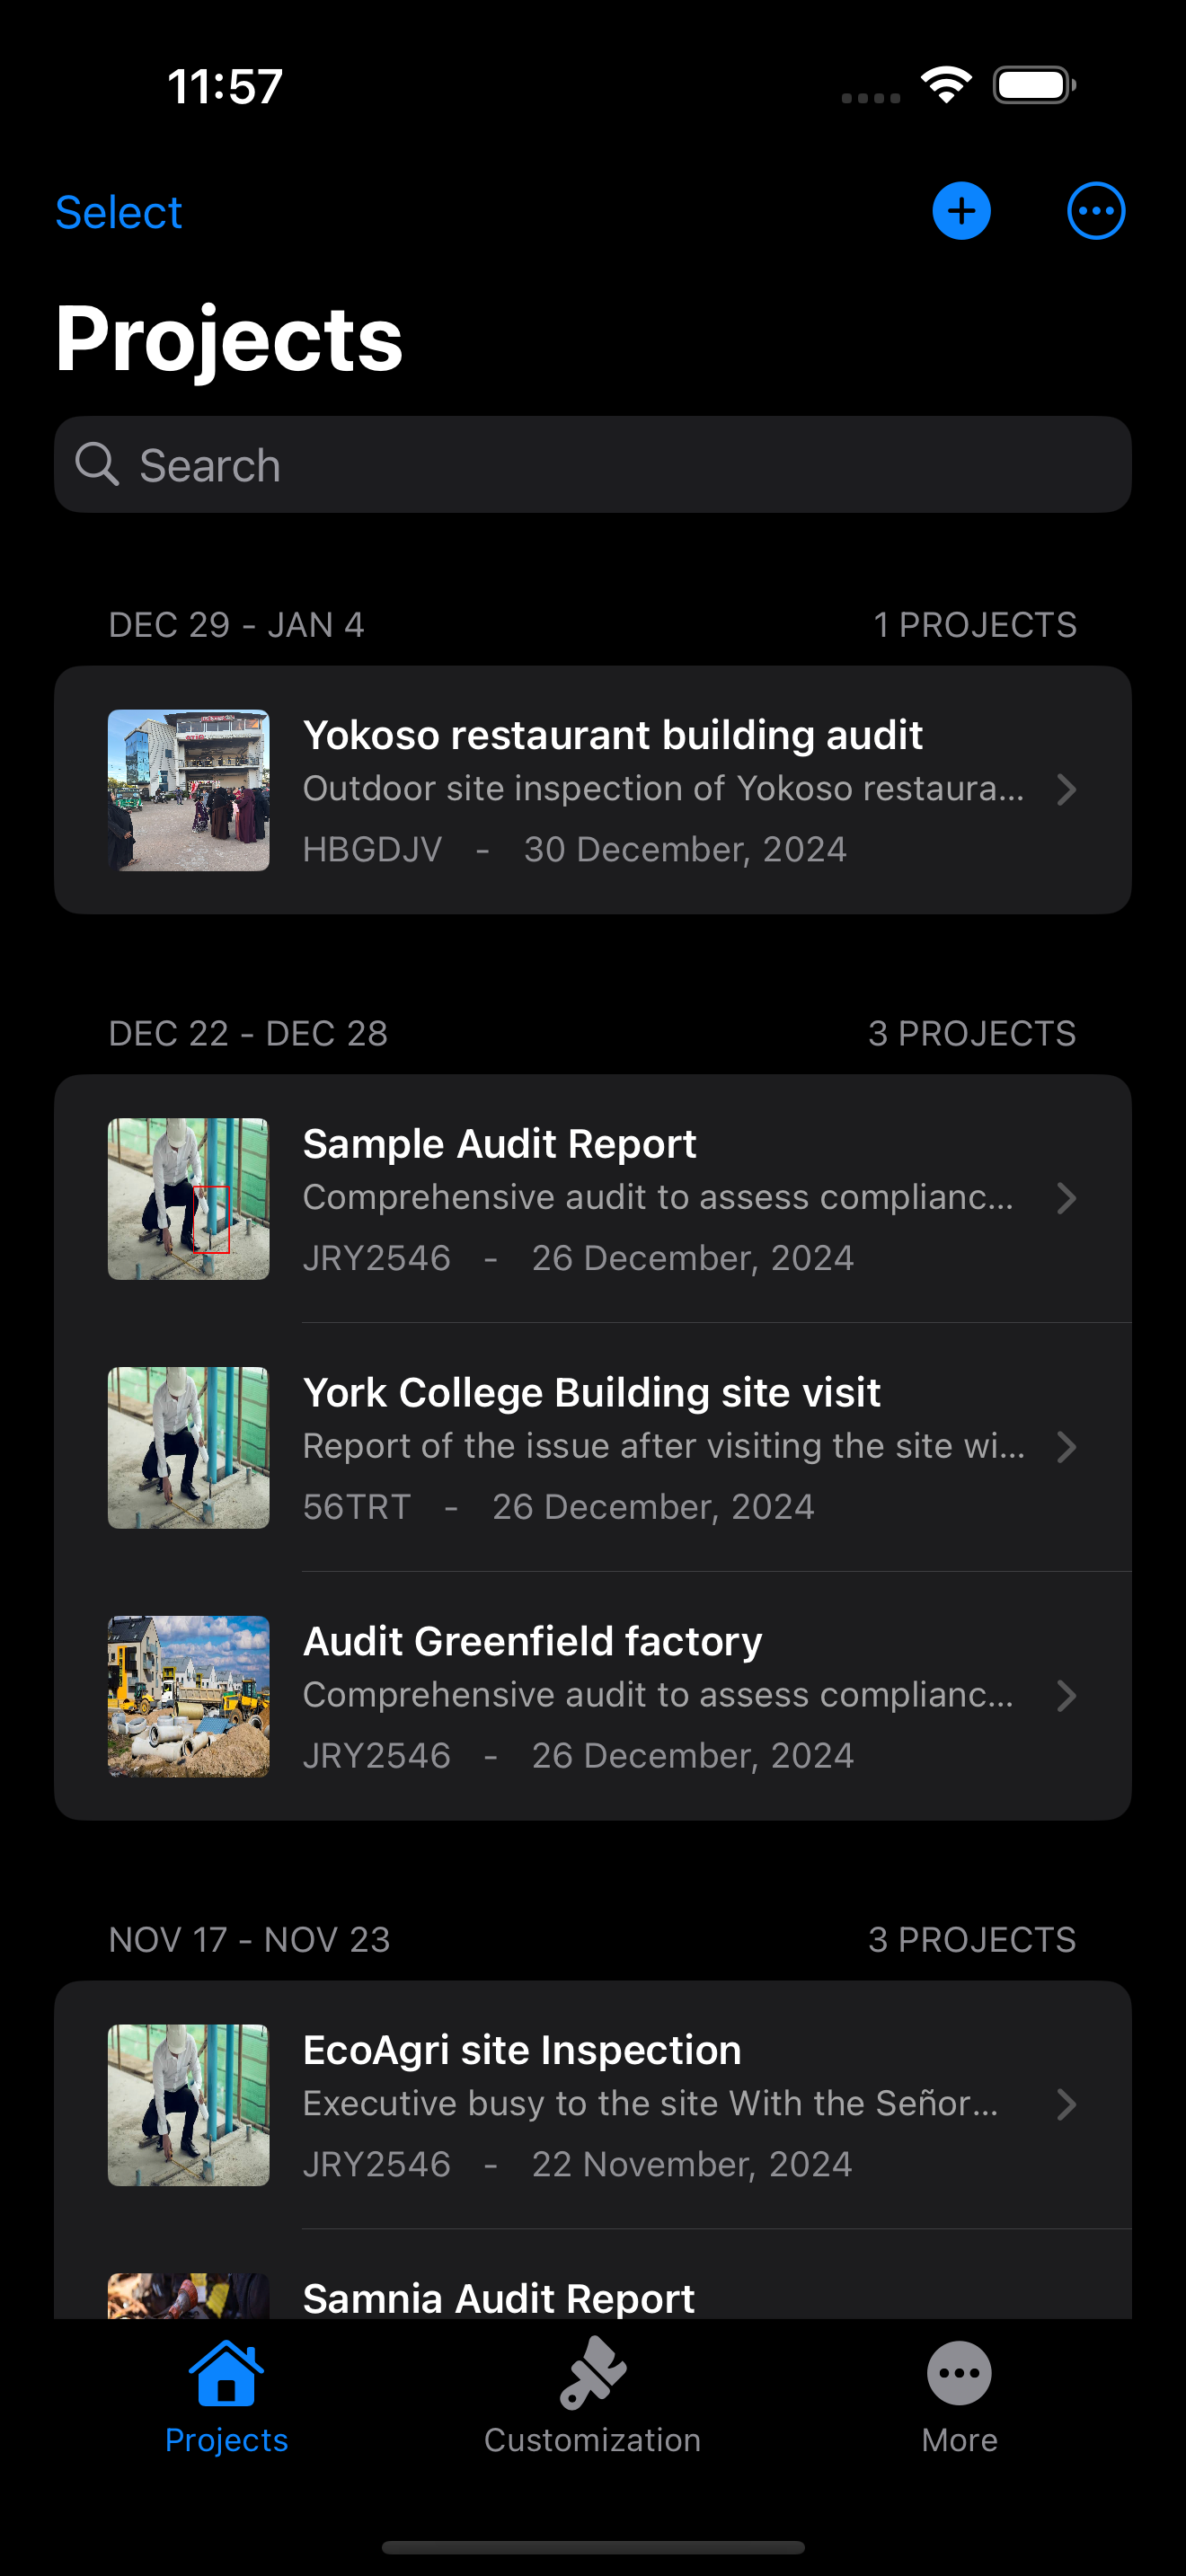 11:57
Select
Projects
Search
DEC 29 - JAN 4 1 PROJECTS
Yokoso restaurant building audit
Outdoor site inspection of Yokoso restaura...
HBGDJV - 30 December, 2024
DEC 22 - DEC 28 3 PROJECTS
Sample Audit Report
Comprehensive audit to assess complianc...
JRY2546 - 26 December, 2024
York College Building site visit
Report of the issue after visiting the site wi...
56TRT - 26 December, 2024
Audit Greenfield factory
Comprehensive audit to assess complianc...
JRY2546 - 26 December, 2024
NOV 17 - NOV 23 3 PROJECTS
EcoAgri site Inspection
Executive busy to the site With the Señor...
JRY2546 - 22 November, 2024
Samnia Audit Report
Projects Customization More